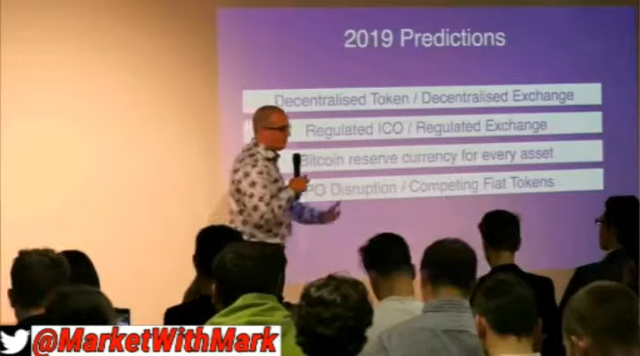 2019 Predictions
Decentralised Token / Decentralised Exchange
Regulated ICO / Regulated Exchange
Bitcoin reserve currency for every asset
Disruption / Competing Fiat Tokens
@MarketWithMark